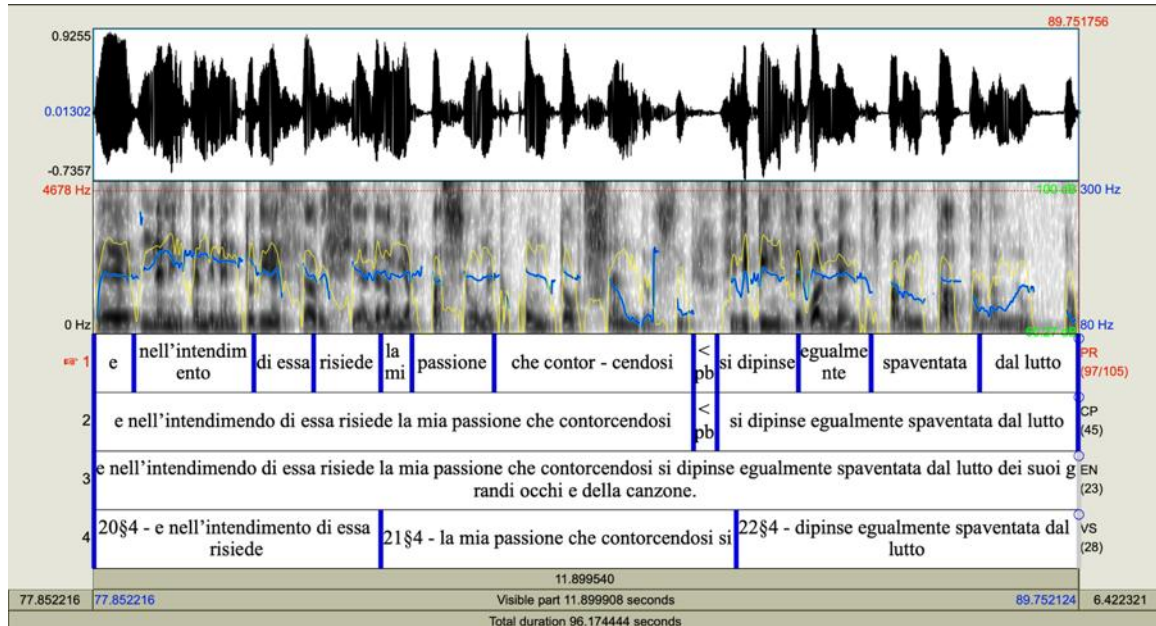 89.751756
0.9255
0.01302
-0.7357
4678 Hz
100 dB
300 Hz
0 Hz
80 Hz
1
e
nell’intendim
ento
di essa
risiede
la
mi
passione
che contor - cendosi
<
pb
si dipinse
egualme
nte
spaventata
dal lutto
PR
(97/105)
2
e nell’intendimendo di essa risiede la mia passione che contorcendosi
<
pb
si dipinse egualmente spaventata dal lutto
CP
(45)
3
e nell’intendimendo di essa risiede la mia passione che contorcendosi si dipinse egualmente spaventata dal lutto dei suoi g
randi occhi e della canzone.
EN
(23)
4
20§4 - e nell’intendimento di essa
risiede
21§4 - la mia passione che contorcendosi si
22§4 - dipinse egualmente spaventata dal
lutto
VS
(28)
11.899540
77.852216
77.852216
Visible part 11.899908 seconds
89.752124
6.422321
Total duration 96.174444 seconds